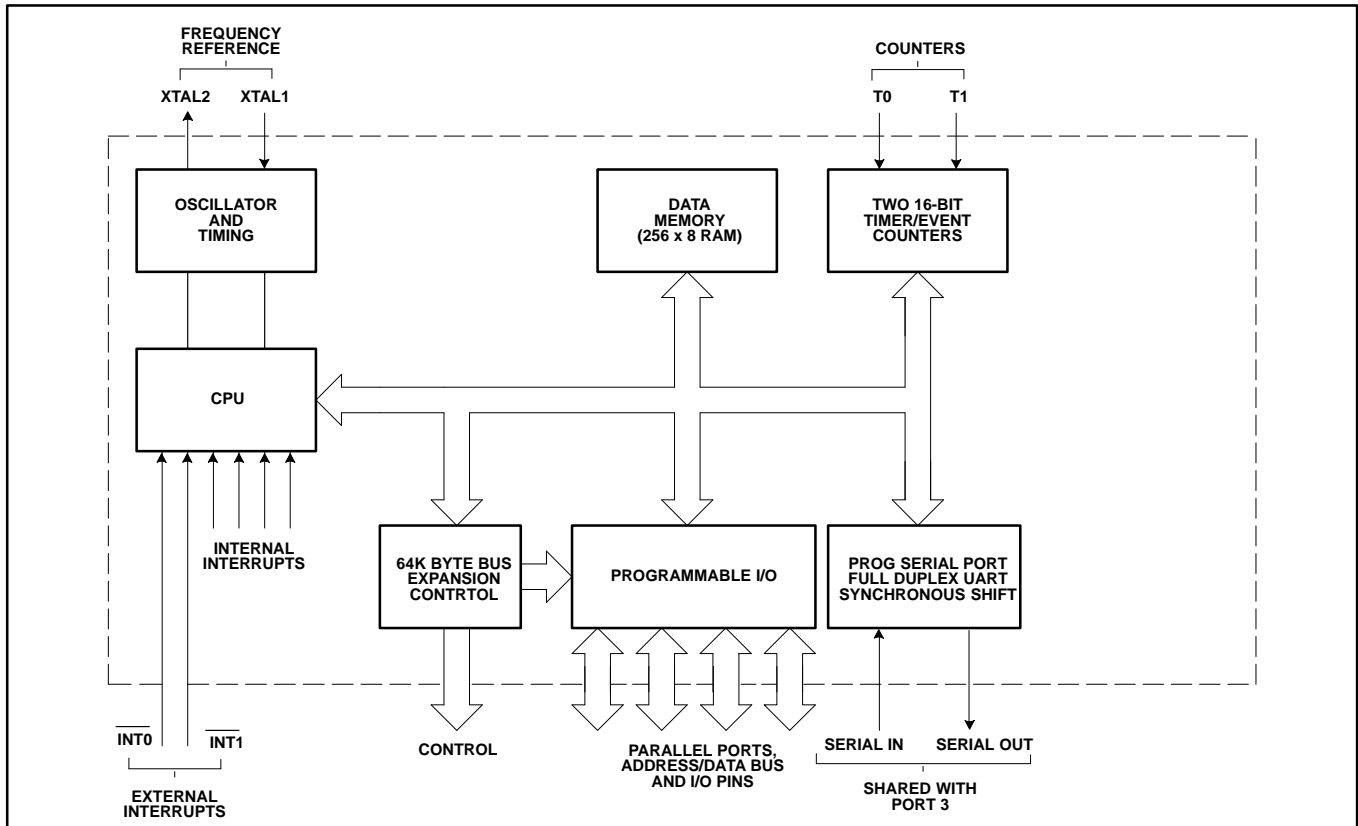 FREQUENCY
REFERENCE
XTAL2
XTAL1
COUNTERS
T0
T1
OSCILLATOR
AND
TIMING
DATA
MEMORY
(256 x 8 RAM)
TWO 16-BIT
TIMER/EVENT
COUNTERS
CPU
INTERNAL
INTERRUPTS
64K BYTE BUS
EXPANSION
CONTRTOL
PROGRAMMABLE I/O
PROG SERIAL PORT
FULL DUPLEX UART
SYNCHRONOUS SHIFT
INT0
INT1
EXTERNAL
INTERRUPTS
CONTROL
PARALLEL PORTS,
ADDRESS/DATA BUS
AND I/O PINS
SERIAL IN
SERIAL OUT
SHARED WITH
PORT 3